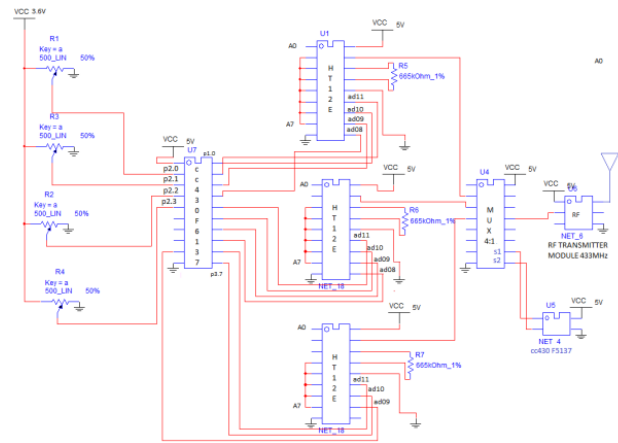 VCC 3.6V
R1
Key = a
500_LIN 50%
R3
Key = a
500_LIN 50%
R2
Key = a
500_LIN 50%
R4
Key = a
500_LIN 50%
VCC 5V
U7
p1.0
p2.0
p2.1
p2.2
p2.3
p3.7
c
c
4
3
0
F
6
1
3
7
U1
VCC 5V
A0
A7
H
T
1
2
E
R5
665kOhm_1%
ad11
ad10
ad09
ad08
VCC 5V
A0
A7
H
T
1
2
E
R6
665kOhm_1%
ad11
ad10
ad09
ad08
NET_18
VCC 5V
A0
A7
H
T
1
2
E
R7
665kOhm_1%
ad11
ad10
ad09
NET_18
U4
VCC 5V
M
U
X
4:1
s1
s2
A0
VCC 5V
RF
NET_6
RF TRANSMITTER
MODULE 433MHz
U5
VCC 5V
NET_4
cc430 F5137